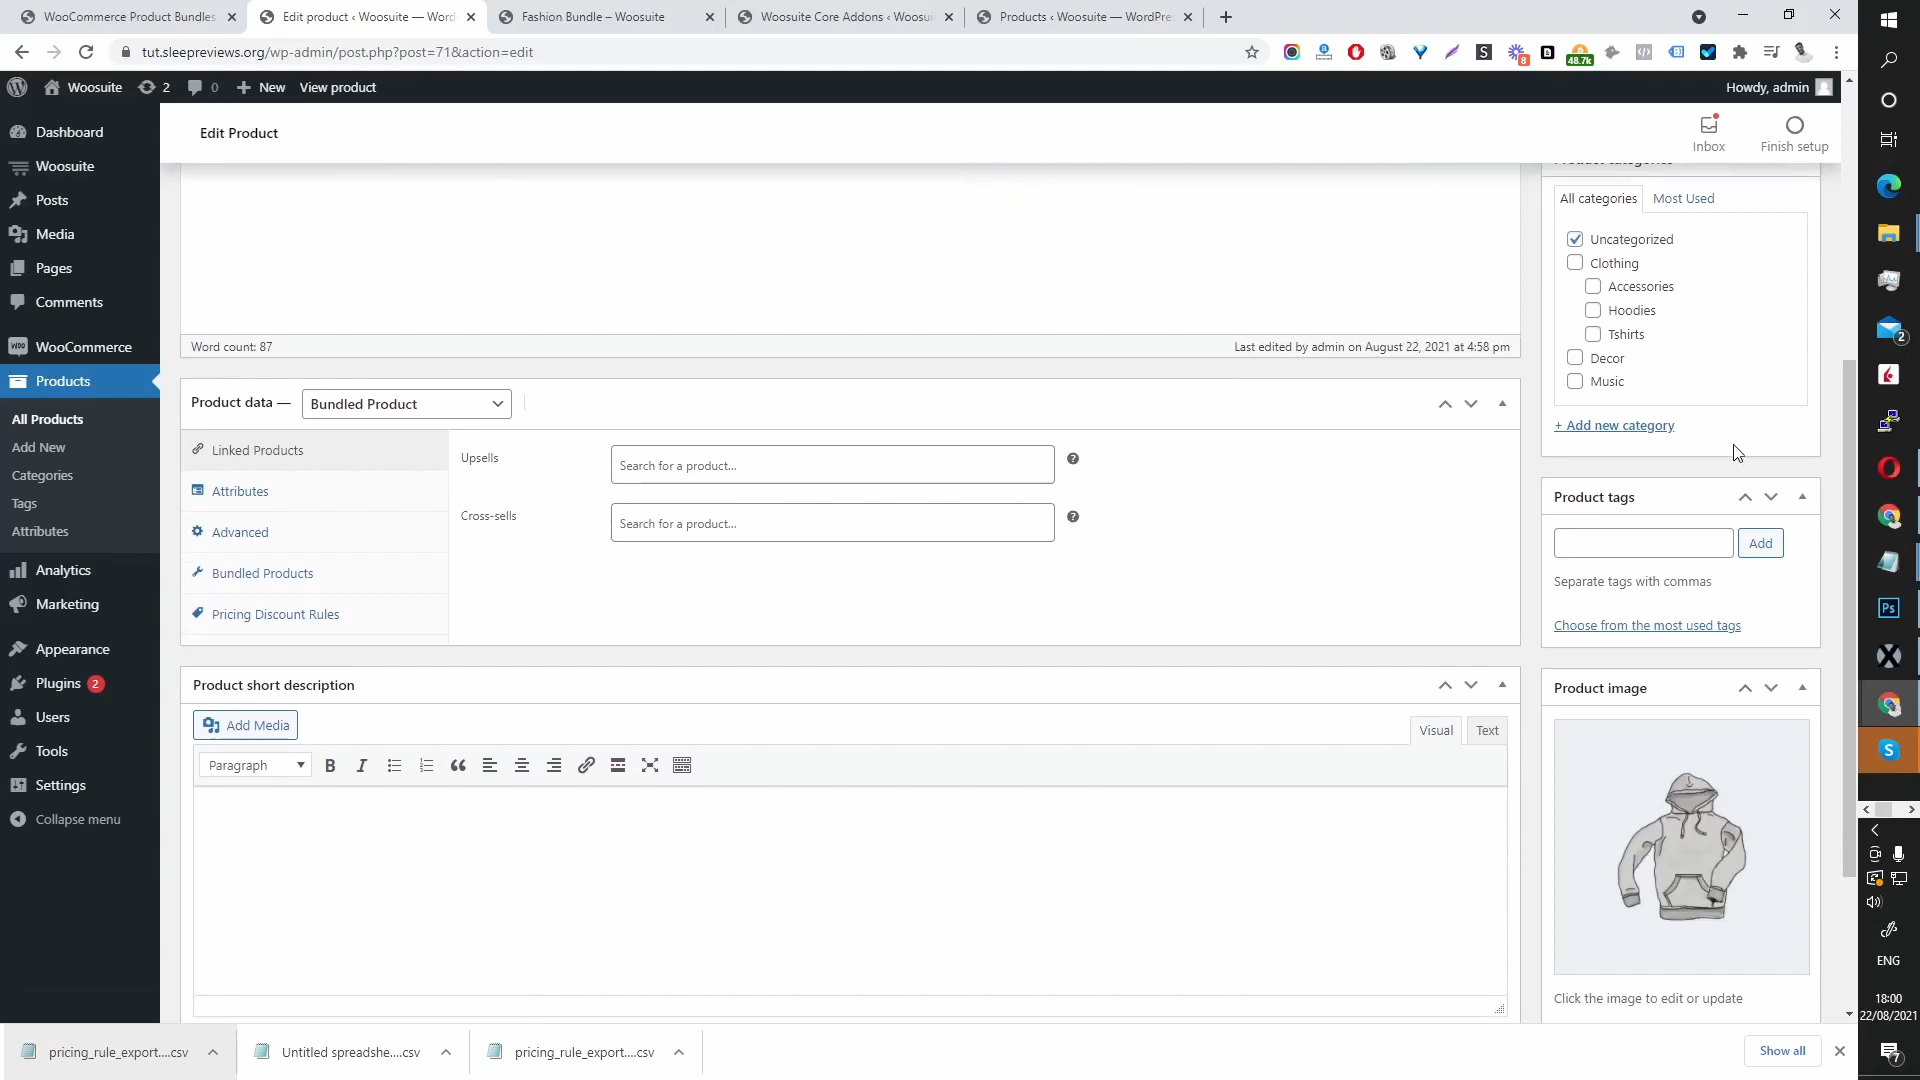 WooCommerce Product Bundles
Edit product ‹ Woosuite — Word
Fashion Bundle – Woosuite
Woosuite Core Addons ‹ Woosui
Products ‹ Woosuite — WordPre
tut.sleepreviews.org/wp-admin/post.php?post=71&action=edit
8
48.7k
Woosuite
2
0
New
View product
Howdy, admin
Dashboard
Woosuite
Posts
Media
Pages
Comments
WooCommerce
Products
All Products
Add New
Categories
Tags
Attributes
Analytics
Marketing
Appearance
Plugins 2
Users
Tools
Settings
Collapse menu
Edit Product
Inbox
Finish setup
Word count: 87
Last edited by admin on August 22, 2021 at 4:58 pm
Product data —
Bundled Product
Linked Products
Attributes
Advanced
Bundled Products
Pricing Discount Rules
Upsells
Search for a product...
Cross-sells
Search for a product...
Product short description
Add Media
Visual
Text
Paragraph
B
I
All categories
Most Used
Uncategorized
Clothing
Accessories
Hoodies
Tshirts
Decor
Music
+ Add new category
Product tags
Add
Separate tags with commas
Choose from the most used tags
Product image
Click the image to edit or update
pricing_rule_export....csv
Untitled spreadshe....csv
pricing_rule_export....csv
Show all
2
Ps
S
ENG
18:00
22/08/2021
7